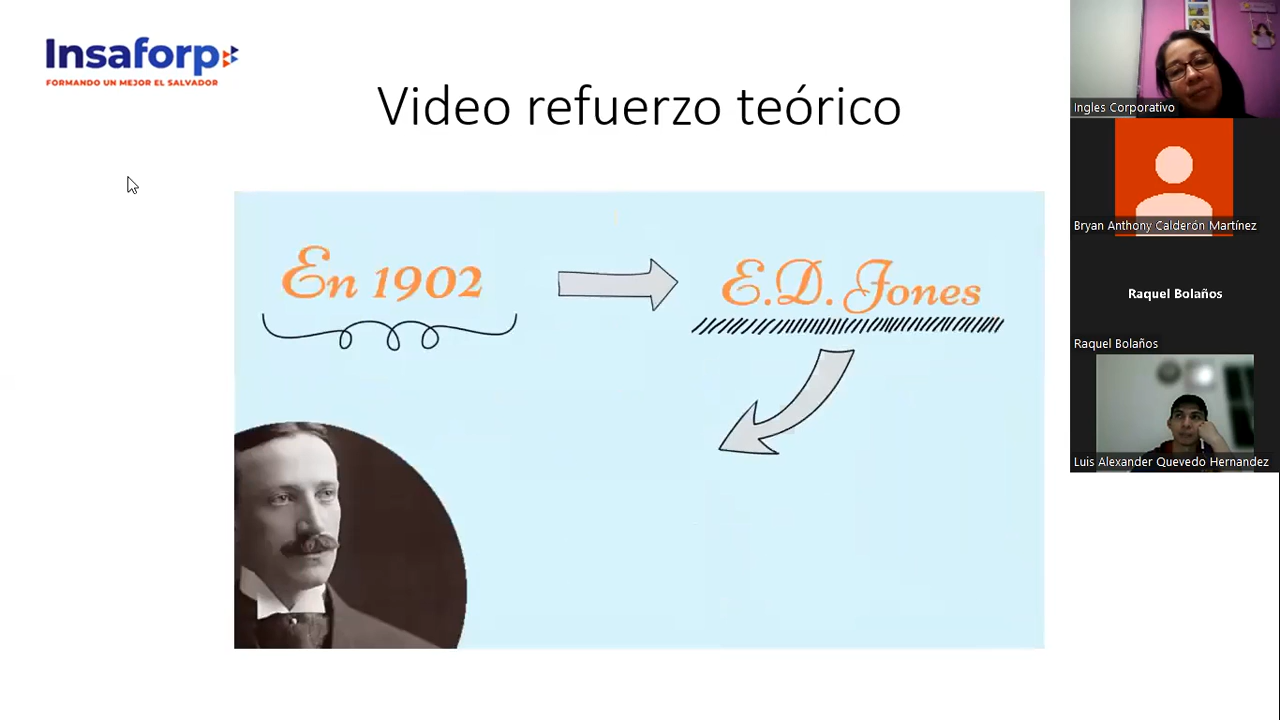 Insaforp
FORMANDO UN MEJOR EL SALVADOR
Video refuerzo teórico
En 1902
E.D. Jones
Ingles Corporativo
Bryan Anthony Calderón Martínez
Raquel Bolaños
Raquel Bolaños
Luis Alexander Quevedo Hernandez